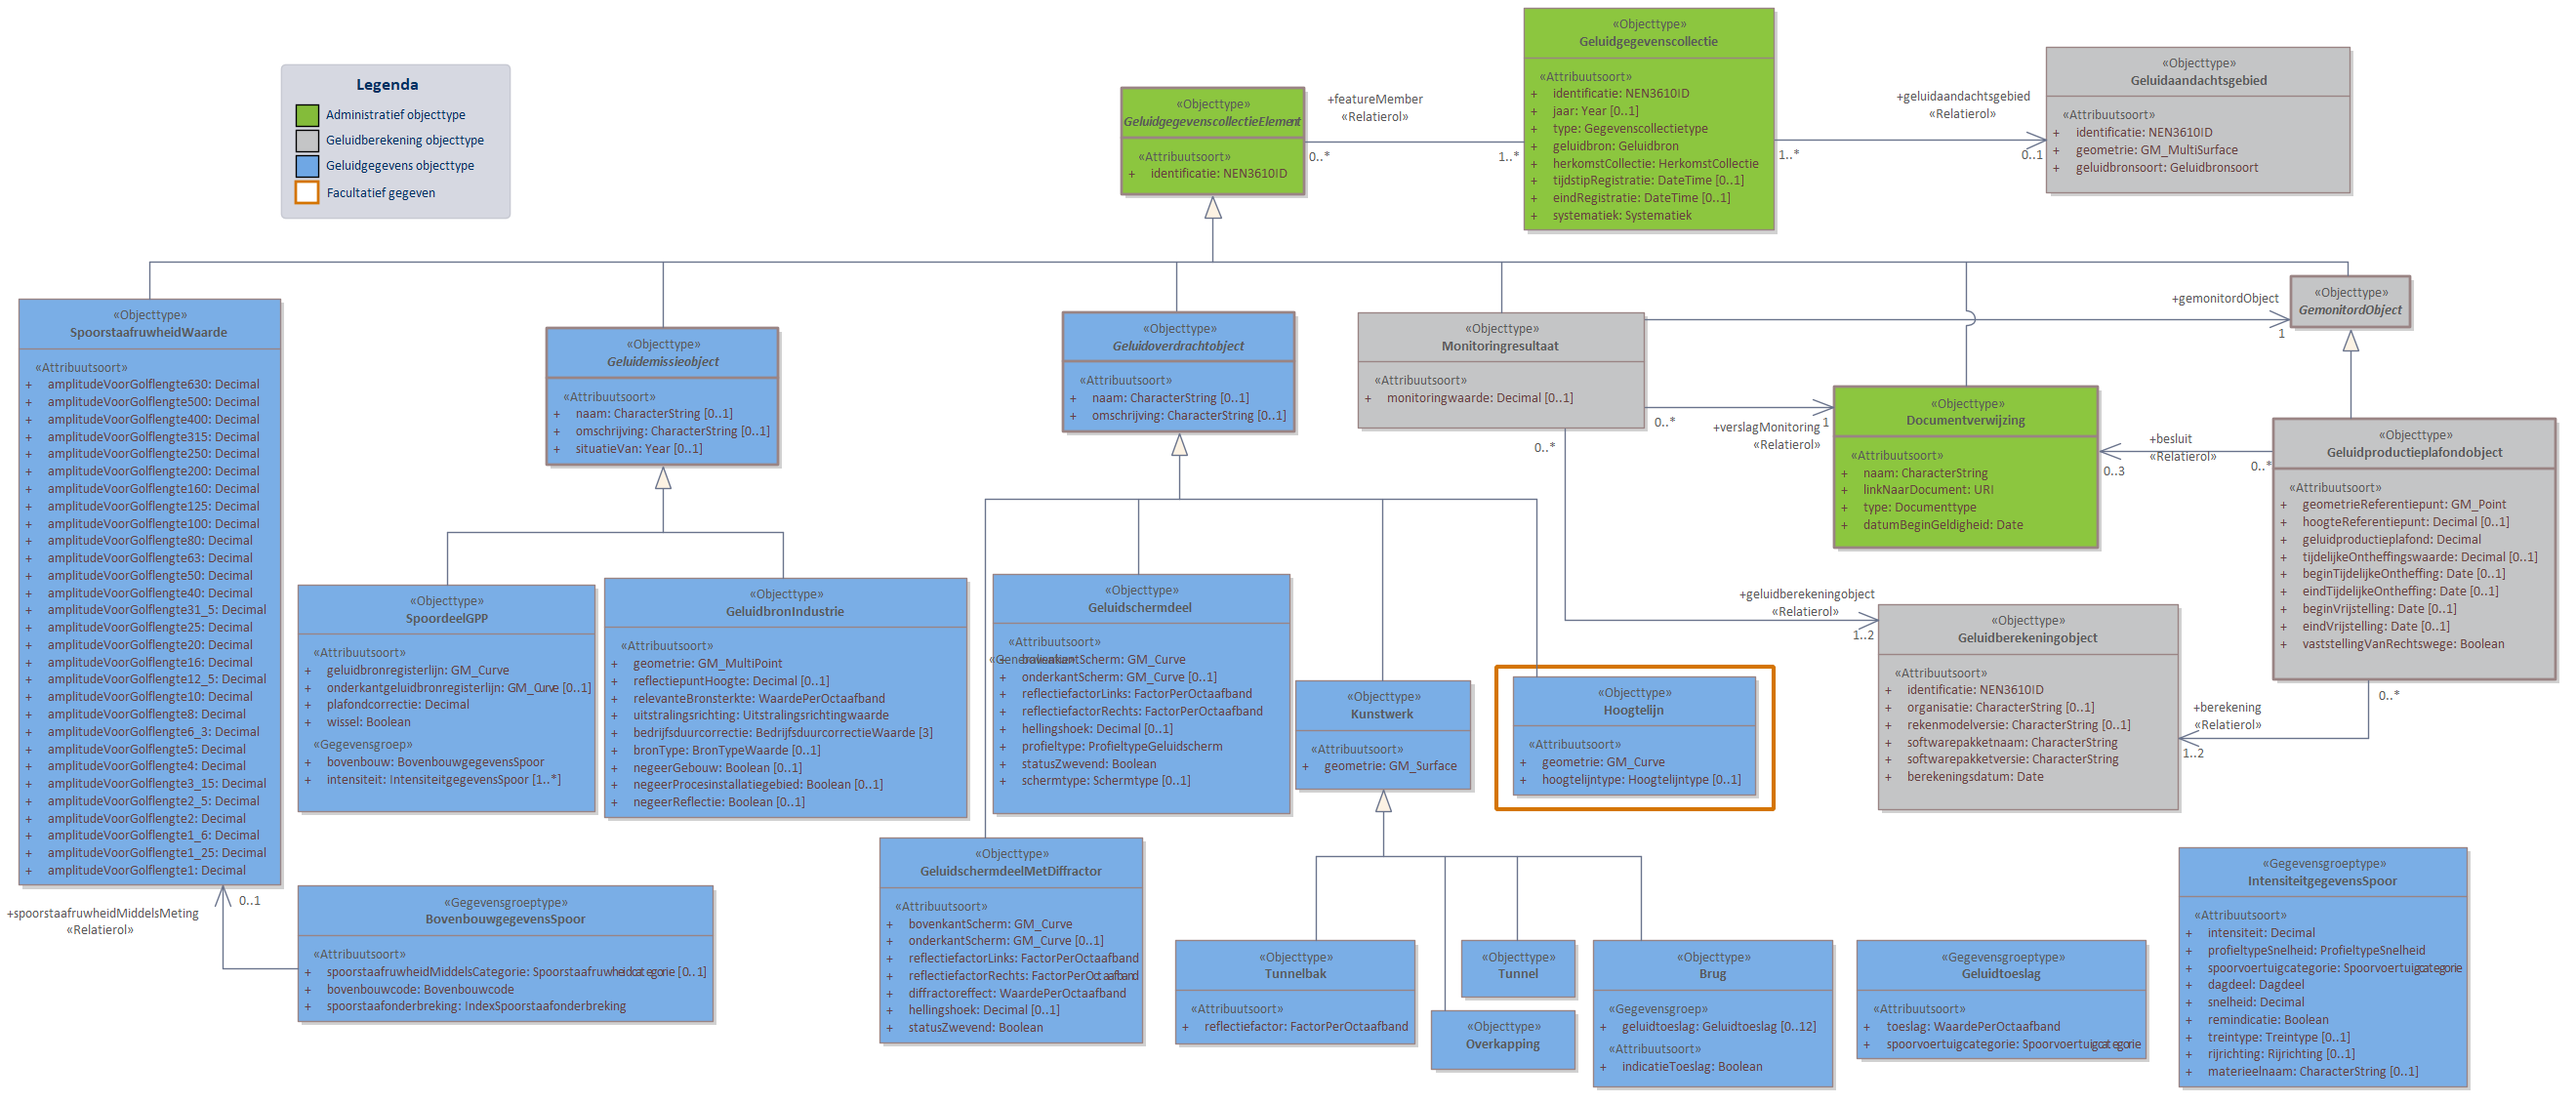 Legenda
Administratief objecttype
Geluidberekening objecttype
Geluidgegevens objecttype
Facultatief gegeven
«Objecttype»
GeluidgegevenscollectieElement
«Attribuutsoort»
+ identificatie: NEN3610ID
+featureMember
«Relatierol»
0..*
1..*
«Objecttype»
Geluidgegevenscollectie
«Attribuutsoort»
+ identificatie: NEN3610ID
+ jaar: Year [0..1]
+ type: Gegevenscollectietype
+ geluidbron: Geluidbron
+ herkomstCollectie: HerkomstCollectie
+ tijdstipRegistratie: DateTime [0..1]
+ eindRegistratie: DateTime [0..1]
+ systematiek: Systematiek
+geluidaandachtsgebied
«Relatierol»
1..*
0..1
«Objecttype»
Geluidaandachtsgebied
«Attribuutsoort»
+ identificatie: NEN3610ID
+ geometrie: GM_MultiSurface
+ geluidbronsoort: Geluidbronsoort
«Objecttype»
SpoorstaafruwheidWaarde
«Attribuutsoort»
+ amplitudeVoorGolflengte630: Decimal
+ amplitudeVoorGolflengte500: Decimal
+ amplitudeVoorGolflengte400: Decimal
+ amplitudeVoorGolflengte315: Decimal
+ amplitudeVoorGolflengte250: Decimal
+ amplitudeVoorGolflengte200: Decimal
+ amplitudeVoorGolflengte160: Decimal
+ amplitudeVoorGolflengte125: Decimal
+ amplitudeVoorGolflengte100: Decimal
+ amplitudeVoorGolflengte80: Decimal
+ amplitudeVoorGolflengte63: Decimal
+ amplitudeVoorGolflengte50: Decimal
+ amplitudeVoorGolflengte40: Decimal
+ amplitudeVoorGolflengte31_5: Decimal
+ amplitudeVoorGolflengte25: Decimal
+ amplitudeVoorGolflengte20: Decimal
+ amplitudeVoorGolflengte16: Decimal
+ amplitudeVoorGolflengte12_5: Decimal
+ amplitudeVoorGolflengte10: Decimal
+ amplitudeVoorGolflengte8: Decimal
+ amplitudeVoorGolflengte6_3: Decimal
+ amplitudeVoorGolflengte5: Decimal
+ amplitudeVoorGolflengte4: Decimal
+ amplitudeVoorGolflengte3_15: Decimal
+ amplitudeVoorGolflengte2_5: Decimal
+ amplitudeVoorGolflengte2: Decimal
+ amplitudeVoorGolflengte1_6: Decimal
+ amplitudeVoorGolflengte1_25: Decimal
+ amplitudeVoorGolflengte1: Decimal
«Objecttype»
Geluidemissieobject
«Attribuutsoort»
+ naam: CharacterString [0..1]
+ omschrijving: CharacterString [0..1]
+ situatieVan: Year [0..1]
«Objecttype»
Geluidoverdrachtobject
«Attribuutsoort»
+ naam: CharacterString [0..1]
+ omschrijving: CharacterString [0..1]
«Objecttype»
Monitoringresultaat
«Attribuutsoort»
+ monitoringwaarde: Decimal [0..1]
+gemonitordObject
1
«Objecttype»
GemonitordObject
0..*
+verslagMonitoring
«Relatierol»
1
0..*
«Objecttype»
Documentverwijzing
«Attribuutsoort»
+ naam: CharacterString
+ linkNaarDocument: URI
+ type: Documenttype
+ datumBeginGeldigheid: Date
+besluit
«Relatierol»
0..3
0..*
«Objecttype»
Geluidproductieplafondobject
«Attribuutsoort»
+ geometrieReferentiepunt: GM_Point
+ hoogteReferentiepunt: Decimal [0..1]
+ geluidproductieplafond: Decimal
+ tijdelijkeOntheffingswaarde: Decimal [0..1]
+ beginTijdelijkeOntheffing: Date [0..1]
+ eindTijdelijkeOntheffing: Date [0..1]
+ beginVrijstelling: Date [0..1]
+ eindVrijstelling: Date [0..1]
+ vaststellingVanRechtswege: Boolean
«Objecttype»
SpoordeelGPP
«Attribuutsoort»
+ geluidbronregisterlijn: GM_Curve
+ onderkantgeluidbronregisterlijn: GM_Curve [0..1]
+ plafondcorrectie: Decimal
+ wissel: Boolean
«Gegevensgroep»
+ bovenbouw: BovenbouwgegevensSpoor
+ intensiteit: IntensiteitgegevensSpoor [1..*]
«Objecttype»
GeluidbronIndustrie
«Attribuutsoort»
+ geometrie: GM_MultiPoint
+ reflectiepuntHoogte: Decimal [0..1]
+ relevanteBronsterkte: WaardePerOctaafband
+ uitstralingsrichting: Uitstralingsrichtingwaarde
+ bedrijfsduurcorrectie: BedrijfsduurcorrectieWaarde [3]
+ bronType: BronTypeWaarde [0..1]
+ negeerGebouw: Boolean [0..1]
+ negeerProcesinstallatiegebied: Boolean [0..1]
+ negeerReflectie: Boolean [0..1]
«Objecttype»
Geluidschermdeel
«Attribuutsoort»
«Generalisatie»
+ bovenkantScherm: GM_Curve
+ onderkantScherm: GM_Curve [0..1]
+ reflectiefactorLinks: FactorPerOctaafband
+ reflectiefactorRechts: FactorPerOctaafband
+ hellingshoek: Decimal [0..1]
+ profieltype: ProfieltypeGeluidscherm
+ statusZwevend: Boolean
+ schermtype: Schermtype [0..1]
«Objecttype»
Kunstwerk
«Attribuutsoort»
+ geometrie: GM_Surface
«Objecttype»
Hoogtelijn
«Attribuutsoort»
+ geometrie: GM_Curve
+ hoogtelijntype: Hoogtelijntype [0..1]
+geluidberekeningobject
«Relatierol»
1..2
«Objecttype»
Geluidberekeningobject
«Attribuutsoort»
+ identificatie: NEN3610ID
+ organisatie: CharacterString [0..1]
+ rekenmodelversie: CharacterString [0..1]
+ softwarepakketnaam: CharacterString
+ softwarepakketversie: CharacterString
+ berekeningsdatum: Date
0..*
+berekening
«Relatierol»
1..2
+spoorstaafruwheidMiddelsMeting
«Relatierol»
0..1
«Gegevensgroeptype»
BovenbouwgegevensSpoor
«Attribuutsoort»
+ spoorstaafruwheidMiddelsCategorie: Spoorstaafruwheidcategorie [0..1]
+ bovenbouwcode: Bovenbouwcode
+ spoorstaafonderbreking: IndexSpoorstaafonderbreking
«Objecttype»
GeluidschermdeelMetDiffractor
«Attribuutsoort»
+ bovenkantScherm: GM_Curve
+ onderkantScherm: GM_Curve [0..1]
+ reflectiefactorLinks: FactorPerOctaafband
+ reflectiefactorRechts: FactorPerOctaafband
+ diffractoreffect: WaardePerOctaafband
+ hellingshoek: Decimal [0..1]
+ statusZwevend: Boolean
«Objecttype»
Tunnelbak
«Attribuutsoort»
+ reflectiefactor: FactorPerOctaafband
«Objecttype»
Tunnel
«Objecttype»
Overkapping
«Objecttype»
Brug
«Gegevensgroep»
+ geluidtoeslag: Geluidtoeslag [0..12]
«Attribuutsoort»
+ indicatieToeslag: Boolean
«Gegevensgroeptype»
Geluidtoeslag
«Attribuutsoort»
+ toeslag: WaardePerOctaafband
+ spoorvoertuigcategorie: Spoorvoertuigcategorie
«Gegevensgroeptype»
IntensiteitgegevensSpoor
«Attribuutsoort»
+ intensiteit: Decimal
+ profieltypeSnelheid: ProfieltypeSnelheid
+ spoorvoertuigcategorie: Spoorvoertuigcategorie
+ dagdeel: Dagdeel
+ snelheid: Decimal
+ remindicatie: Boolean
+ treintype: Treintype [0..1]
+ rijrichting: Rijrichting [0..1]
+ materieelnaam: CharacterString [0..1]